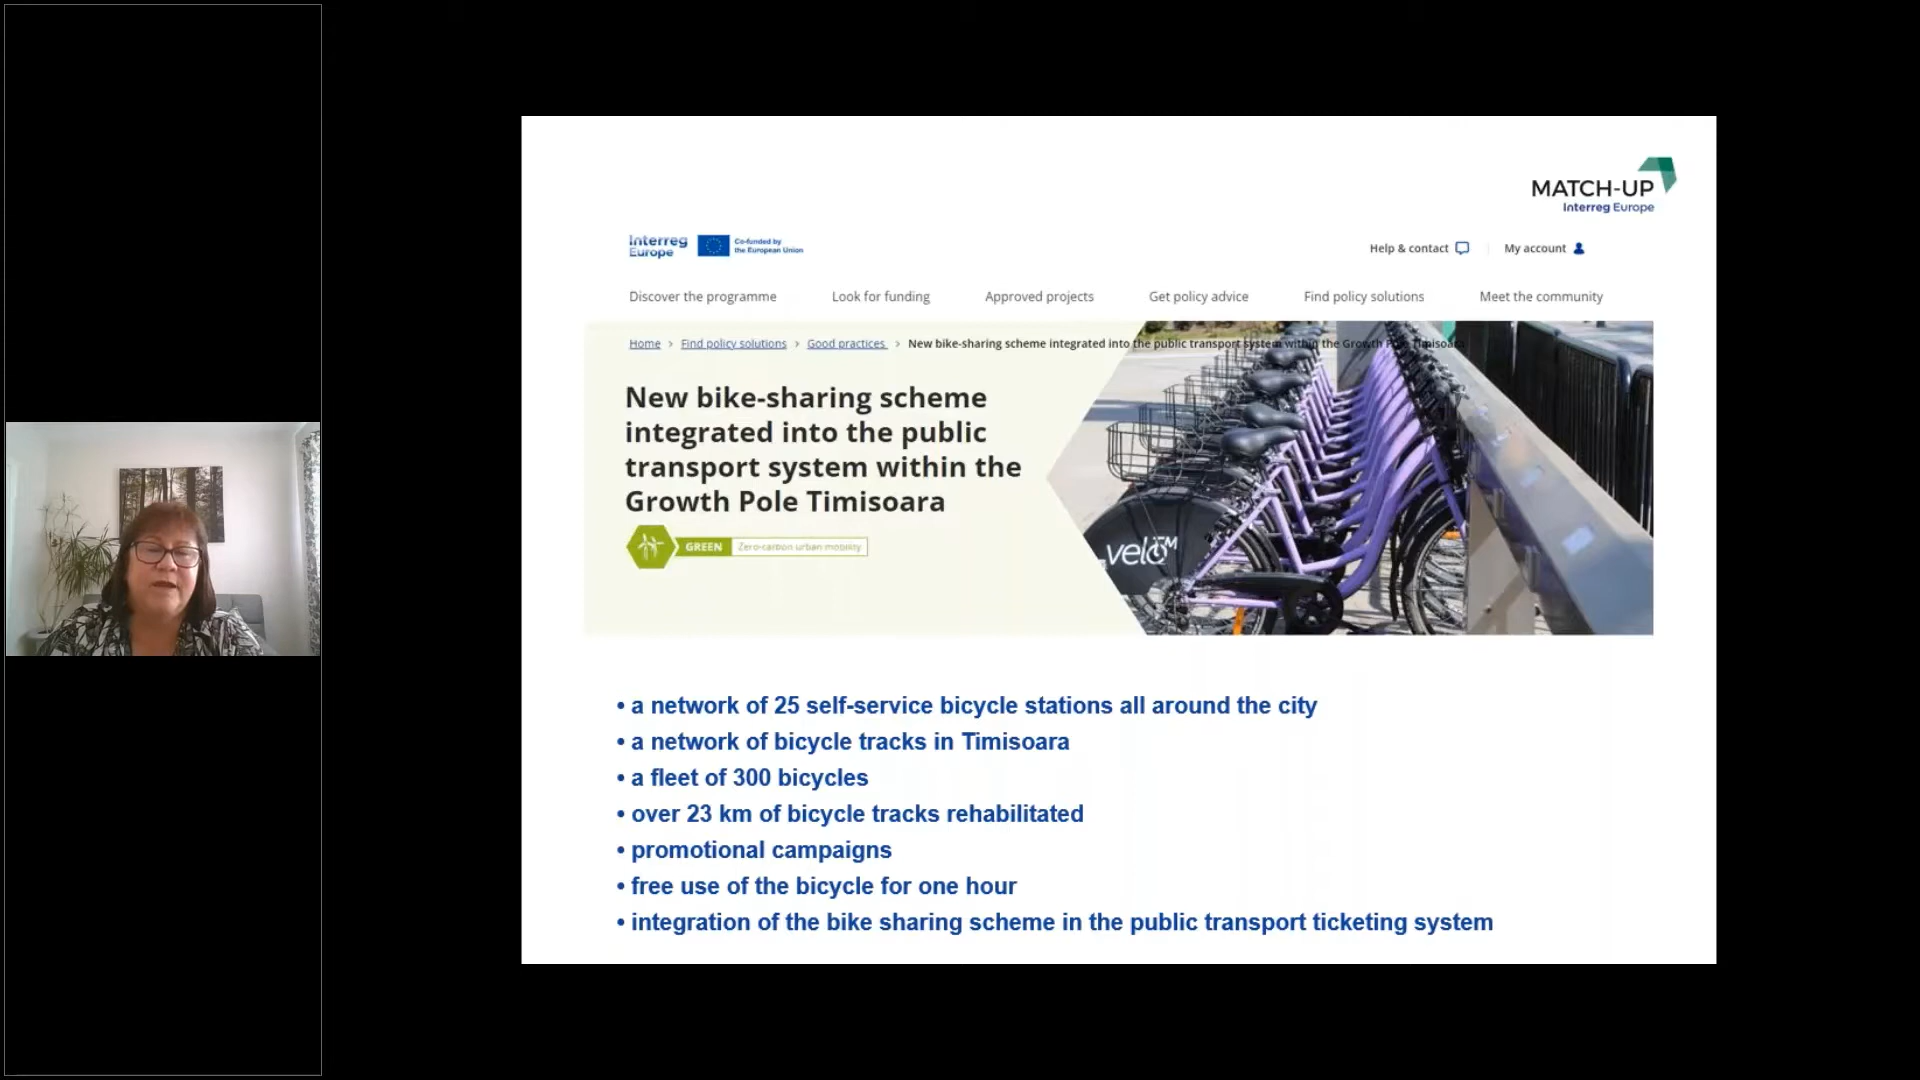 MATCH-UP
Interreg Europe
Interreg
Europe
Co-funded by
the European Union
Help & contact
My account
Discover the programme
Look for funding
Approved projects
Get policy advice
Find policy solutions
Meet the community
Home > Find policy solutions > Good practices > New bike-sharing scheme integrated into the public transport system within the Growth Pole Timisoara
New bike-sharing scheme
integrated into the public
transport system within the
Growth Pole Timisoara
GREEN Zero-carbon urban mobility
velo™
• a network of 25 self-service bicycle stations all around the city
• a network of bicycle tracks in Timisoara
• a fleet of 300 bicycles
• over 23 km of bicycle tracks rehabilitated
• promotional campaigns
• free use of the bicycle for one hour
• integration of the bike sharing scheme in the public transport ticketing system